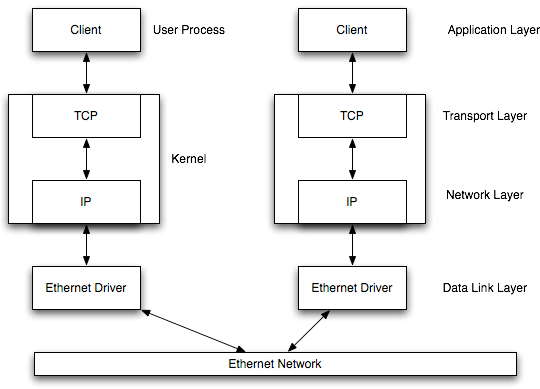 Client
User Process
Client
Application Layer
TCP
TCP
Transport Layer
Kernel
IP
IP
Network Layer
Ethernet Driver
Ethernet Driver
Data Link Layer
Ethernet Network